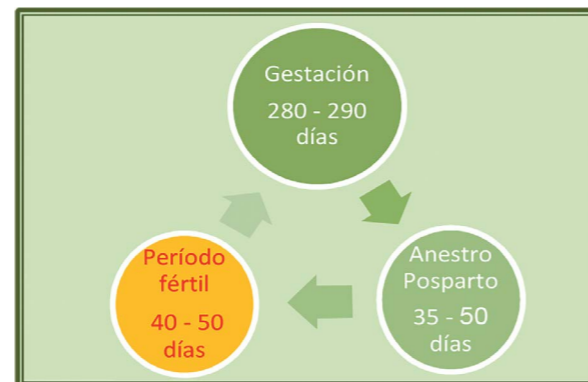 Gestación
280 - 290
días
Anestro
Posparto
35 - 50
días
Período
fértil
40 - 50
días